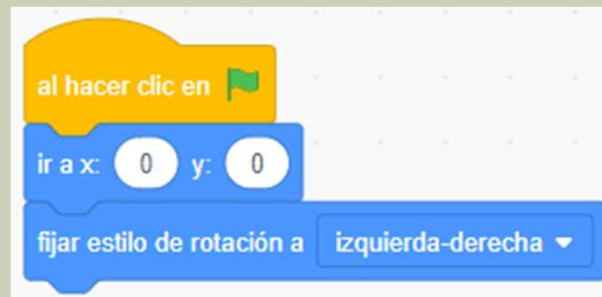 al hacer clic en
ir a x: 0 y: 0
fijar estilo de rotación a izquierda-derecha